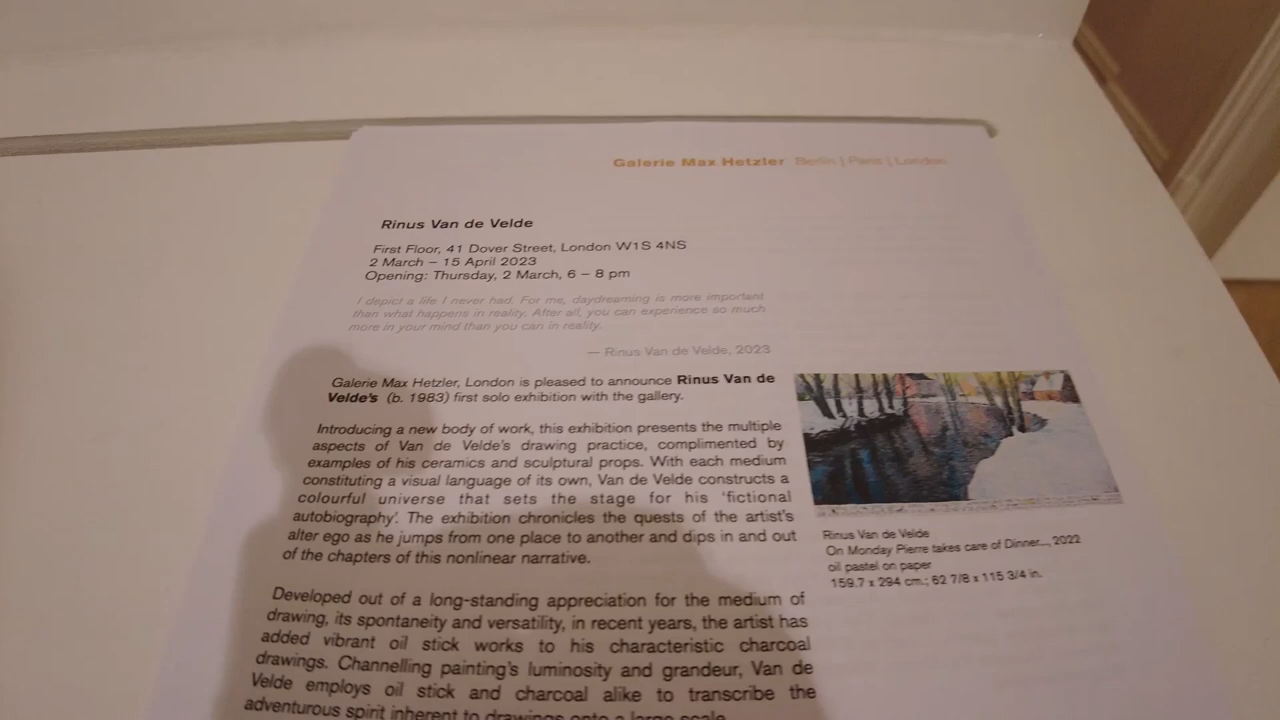 Galerie Max Hetzler Berlin | Paris | London
Rinus Van de Velde
First Floor, 41 Dover Street, London W1S 4NS
2 March – 15 April 2023
Opening: Thursday, 2 March, 6 – 8 pm
I depict a life I never had. For me, daydreaming is more important
than what happens in reality. After all, you can experience so much
more in your mind than you can in reality.
— Rinus Van de Velde, 2023
Galerie Max Hetzler, London is pleased to announce Rinus Van de
Velde's (b. 1983) first solo exhibition with the gallery.
Introducing a new body of work, this exhibition presents the multiple
aspects of Van de Velde's drawing practice, complimented by
examples of his ceramics and sculptural props. With each medium
constituting a visual language of its own, Van de Velde constructs a
colourful universe that sets the stage for his 'fictional
autobiography'. The exhibition chronicles the quests of the artist's
alter ego as he jumps from one place to another and dips in and out
of the chapters of this nonlinear narrative.
Rinus Van de Velde
On Monday Pierre takes care of Dinner..., 2022
oil pastel on paper
159.7 x 294 cm.; 62 7/8 x 115 3/4 in.
Developed out of a long-standing appreciation for the medium of
drawing, its spontaneity and versatility, in recent years, the artist has
added vibrant oil stick works to his characteristic charcoal
drawings. Channelling painting's luminosity and grandeur, Van de
Velde employs oil stick and charcoal alike to transcribe the
adventurous spirit inherent to drawings onto a large scale.